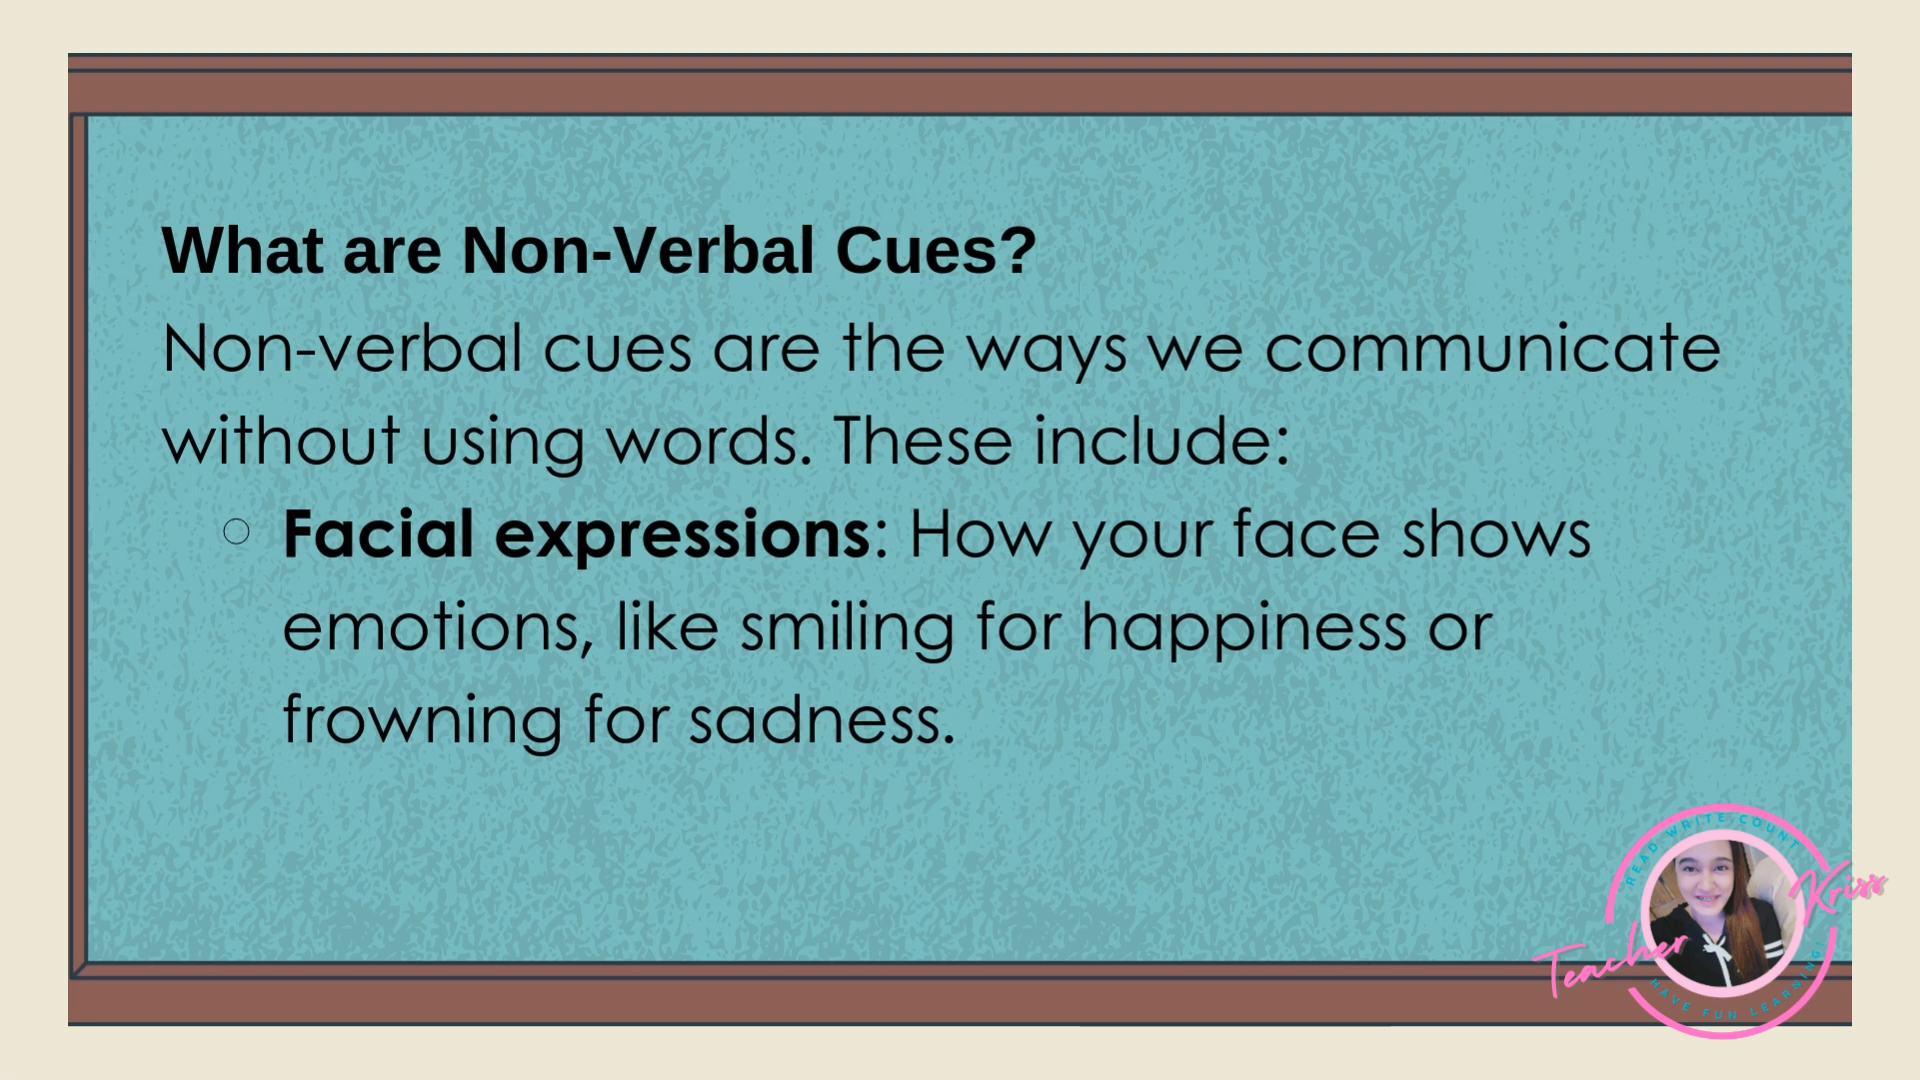 What are Non-Verbal Cues?
Non-verbal cues are the ways we communicate
without using words. These include:
Facial expressions: How your face shows
emotions, like smiling for happiness or
frowning for sadness.
READ WRITE COUNT
Teacher Kriss
HAVE FUN LEARNING